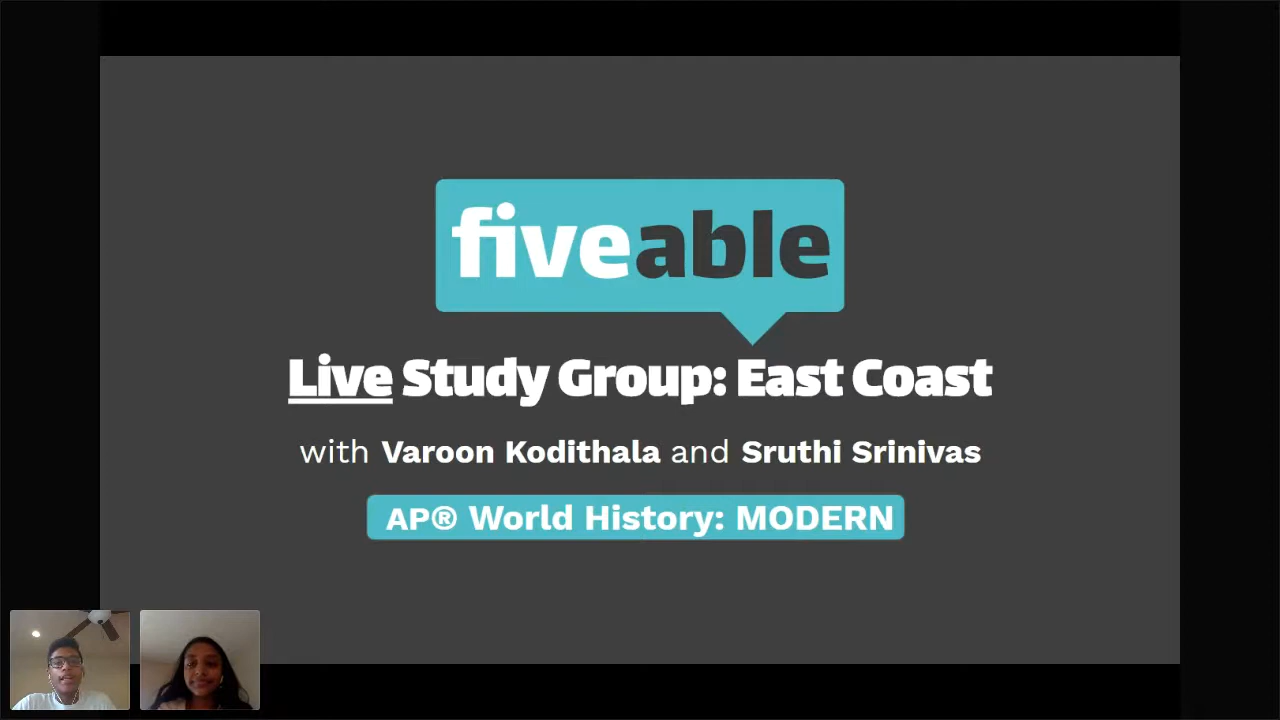 fiveable
Live Study Group: East Coast
with Varoon Kodithala and Sruthi Srinivas
AP® World History: MODERN